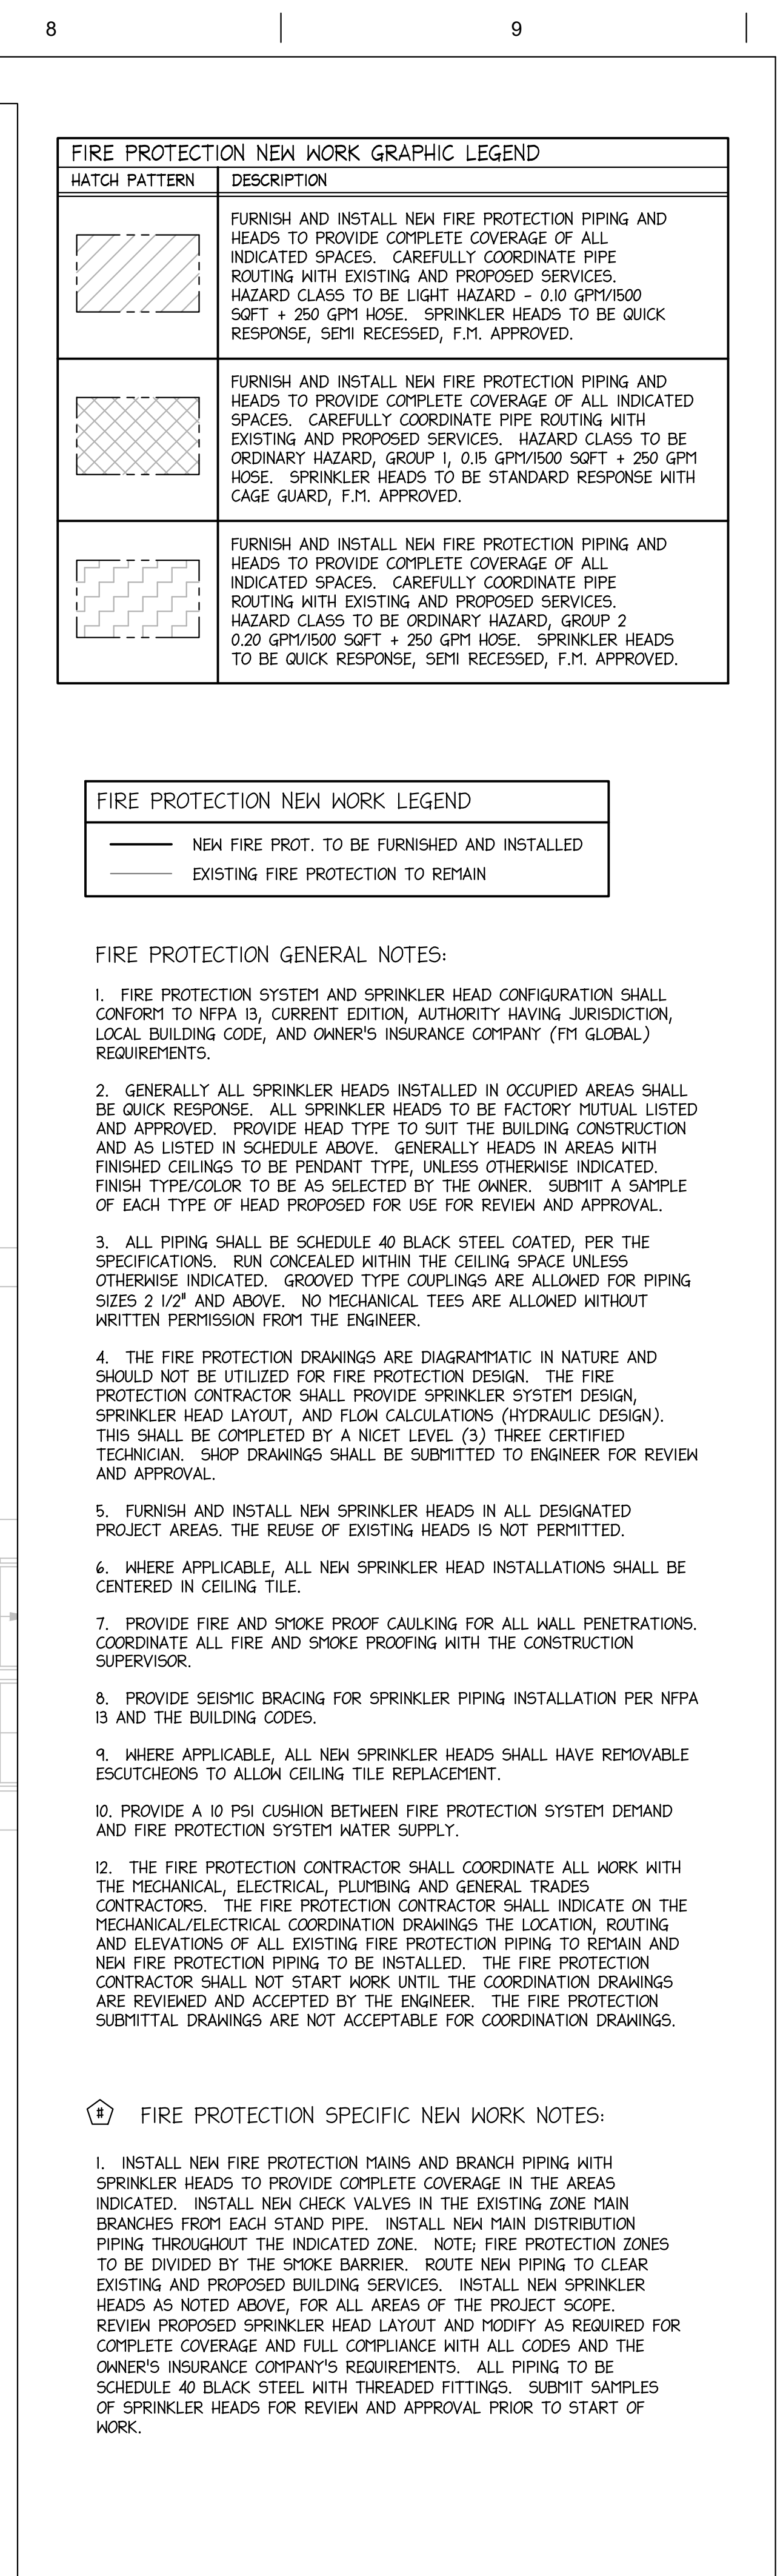 8
9
FIRE PROTECTION NEW WORK GRAPHIC LEGEND
HATCH PATTERN DESCRIPTION
FURNISH AND INSTALL NEW FIRE PROTECTION PIPING AND
HEADS TO PROVIDE COMPLETE COVERAGE OF ALL
INDICATED SPACES. CAREFULLY COORDINATE PIPE
ROUTING WITH EXISTING AND PROPOSED SERVICES.
HAZARD CLASS TO BE LIGHT HAZARD - 0.10 GPM/1500
SQFT + 250 GPM HOSE. SPRINKLER HEADS TO BE QUICK
RESPONSE, SEMI RECESSED, F.M. APPROVED.
FURNISH AND INSTALL NEW FIRE PROTECTION PIPING AND
HEADS TO PROVIDE COMPLETE COVERAGE OF ALL INDICATED
SPACES. CAREFULLY COORDINATE PIPE ROUTING WITH
EXISTING AND PROPOSED SERVICES. HAZARD CLASS TO BE
ORDINARY HAZARD, GROUP 1, 0.15 GPM/1500 SQFT + 250 GPM
HOSE. SPRINKLER HEADS TO BE STANDARD RESPONSE WITH
CAGE GUARD, F.M. APPROVED.
FURNISH AND INSTALL NEW FIRE PROTECTION PIPING AND
HEADS TO PROVIDE COMPLETE COVERAGE OF ALL
INDICATED SPACES. CAREFULLY COORDINATE PIPE
ROUTING WITH EXISTING AND PROPOSED SERVICES.
HAZARD CLASS TO BE ORDINARY HAZARD, GROUP 2
0.20 GPM/1500 SQFT + 250 GPM HOSE. SPRINKLER HEADS
TO BE QUICK RESPONSE, SEMI RECESSED, F.M. APPROVED.
FIRE PROTECTION NEW WORK LEGEND
NEW FIRE PROT. TO BE FURNISHED AND INSTALLED
EXISTING FIRE PROTECTION TO REMAIN
FIRE PROTECTION GENERAL NOTES:
1. FIRE PROTECTION SYSTEM AND SPRINKLER HEAD CONFIGURATION SHALL
CONFORM TO NFPA 13, CURRENT EDITION, AUTHORITY HAVING JURISDICTION,
LOCAL BUILDING CODE, AND OWNER'S INSURANCE COMPANY (FM GLOBAL)
REQUIREMENTS.
2. GENERALLY ALL SPRINKLER HEADS INSTALLED IN OCCUPIED AREAS SHALL
BE QUICK RESPONSE. ALL SPRINKLER HEADS TO BE FACTORY MUTUAL LISTED
AND APPROVED. PROVIDE HEAD TYPE TO SUIT THE BUILDING CONSTRUCTION
AND AS LISTED IN SCHEDULE ABOVE. GENERALLY HEADS IN AREAS WITH
FINISHED CEILINGS TO BE PENDANT TYPE, UNLESS OTHERWISE INDICATED.
FINISH TYPE/COLOR TO BE AS SELECTED BY THE OWNER. SUBMIT A SAMPLE
OF EACH TYPE OF HEAD PROPOSED FOR USE FOR REVIEW AND APPROVAL.
3. ALL PIPING SHALL BE SCHEDULE 40 BLACK STEEL COATED, PER THE
SPECIFICATIONS. RUN CONCEALED WITHIN THE CEILING SPACE UNLESS
OTHERWISE INDICATED. GROOVED TYPE COUPLINGS ARE ALLOWED FOR PIPING
SIZES 2 1/2" AND ABOVE. NO MECHANICAL TEES ARE ALLOWED WITHOUT
WRITTEN PERMISSION FROM THE ENGINEER.
4. THE FIRE PROTECTION DRAWINGS ARE DIAGRAMMATIC IN NATURE AND
SHOULD NOT BE UTILIZED FOR FIRE PROTECTION DESIGN. THE FIRE
PROTECTION CONTRACTOR SHALL PROVIDE SPRINKLER SYSTEM DESIGN,
SPRINKLER HEAD LAYOUT, AND FLOW CALCULATIONS (HYDRAULIC DESIGN).
THIS SHALL BE COMPLETED BY A NICET LEVEL (3) THREE CERTIFIED
TECHNICIAN. SHOP DRAWINGS SHALL BE SUBMITTED TO ENGINEER FOR REVIEW
AND APPROVAL.
5. FURNISH AND INSTALL NEW SPRINKLER HEADS IN ALL DESIGNATED
PROJECT AREAS. THE REUSE OF EXISTING HEADS IS NOT PERMITTED.
6. WHERE APPLICABLE, ALL NEW SPRINKLER HEAD INSTALLATIONS SHALL BE
CENTERED IN CEILING TILE.
7. PROVIDE FIRE AND SMOKE PROOF CAULKING FOR ALL WALL PENETRATIONS.
COORDINATE ALL FIRE AND SMOKE PROOFING WITH THE CONSTRUCTION
SUPERVISOR.
8. PROVIDE SEISMIC BRACING FOR SPRINKLER PIPING INSTALLATION PER NFPA
13 AND THE BUILDING CODES.
9. WHERE APPLICABLE, ALL NEW SPRINKLER HEADS SHALL HAVE REMOVABLE
ESCUTCHEONS TO ALLOW CEILING TILE REPLACEMENT.
10. PROVIDE A 10 PSI CUSHION BETWEEN FIRE PROTECTION SYSTEM DEMAND
AND FIRE PROTECTION SYSTEM WATER SUPPLY.
12. THE FIRE PROTECTION CONTRACTOR SHALL COORDINATE ALL WORK WITH
THE MECHANICAL, ELECTRICAL, PLUMBING AND GENERAL TRADES
CONTRACTORS. THE FIRE PROTECTION CONTRACTOR SHALL INDICATE ON THE
MECHANICAL/ELECTRICAL COORDINATION DRAWINGS THE LOCATION, ROUTING
AND ELEVATIONS OF ALL EXISTING FIRE PROTECTION PIPING TO REMAIN AND
NEW FIRE PROTECTION PIPING TO BE INSTALLED. THE FIRE PROTECTION
CONTRACTOR SHALL NOT START WORK UNTIL THE COORDINATION DRAWINGS
ARE REVIEWED AND ACCEPTED BY THE ENGINEER. THE FIRE PROTECTION
SUBMITTAL DRAWINGS ARE NOT ACCEPTABLE FOR COORDINATION DRAWINGS.
# FIRE PROTECTION SPECIFIC NEW WORK NOTES:
1. INSTALL NEW FIRE PROTECTION MAINS AND BRANCH PIPING WITH
SPRINKLER HEADS TO PROVIDE COMPLETE COVERAGE IN THE AREAS
INDICATED. INSTALL NEW CHECK VALVES IN THE EXISTING ZONE MAIN
BRANCHES FROM EACH STAND PIPE. INSTALL NEW MAIN DISTRIBUTION
PIPING THROUGHOUT THE INDICATED ZONE. NOTE; FIRE PROTECTION ZONES
TO BE DIVIDED BY THE SMOKE BARRIER. ROUTE NEW PIPING TO CLEAR
EXISTING AND PROPOSED BUILDING SERVICES. INSTALL NEW SPRINKLER
HEADS AS NOTED ABOVE, FOR ALL AREAS OF THE PROJECT SCOPE.
REVIEW PROPOSED SPRINKLER HEAD LAYOUT AND MODIFY AS REQUIRED FOR
COMPLETE COVERAGE AND FULL COMPLIANCE WITH ALL CODES AND THE
OWNER'S INSURANCE COMPANY'S REQUIREMENTS. ALL PIPING TO BE
SCHEDULE 40 BLACK STEEL WITH THREADED FITTINGS. SUBMIT SAMPLES
OF SPRINKLER HEADS FOR REVIEW AND APPROVAL PRIOR TO START OF
WORK.